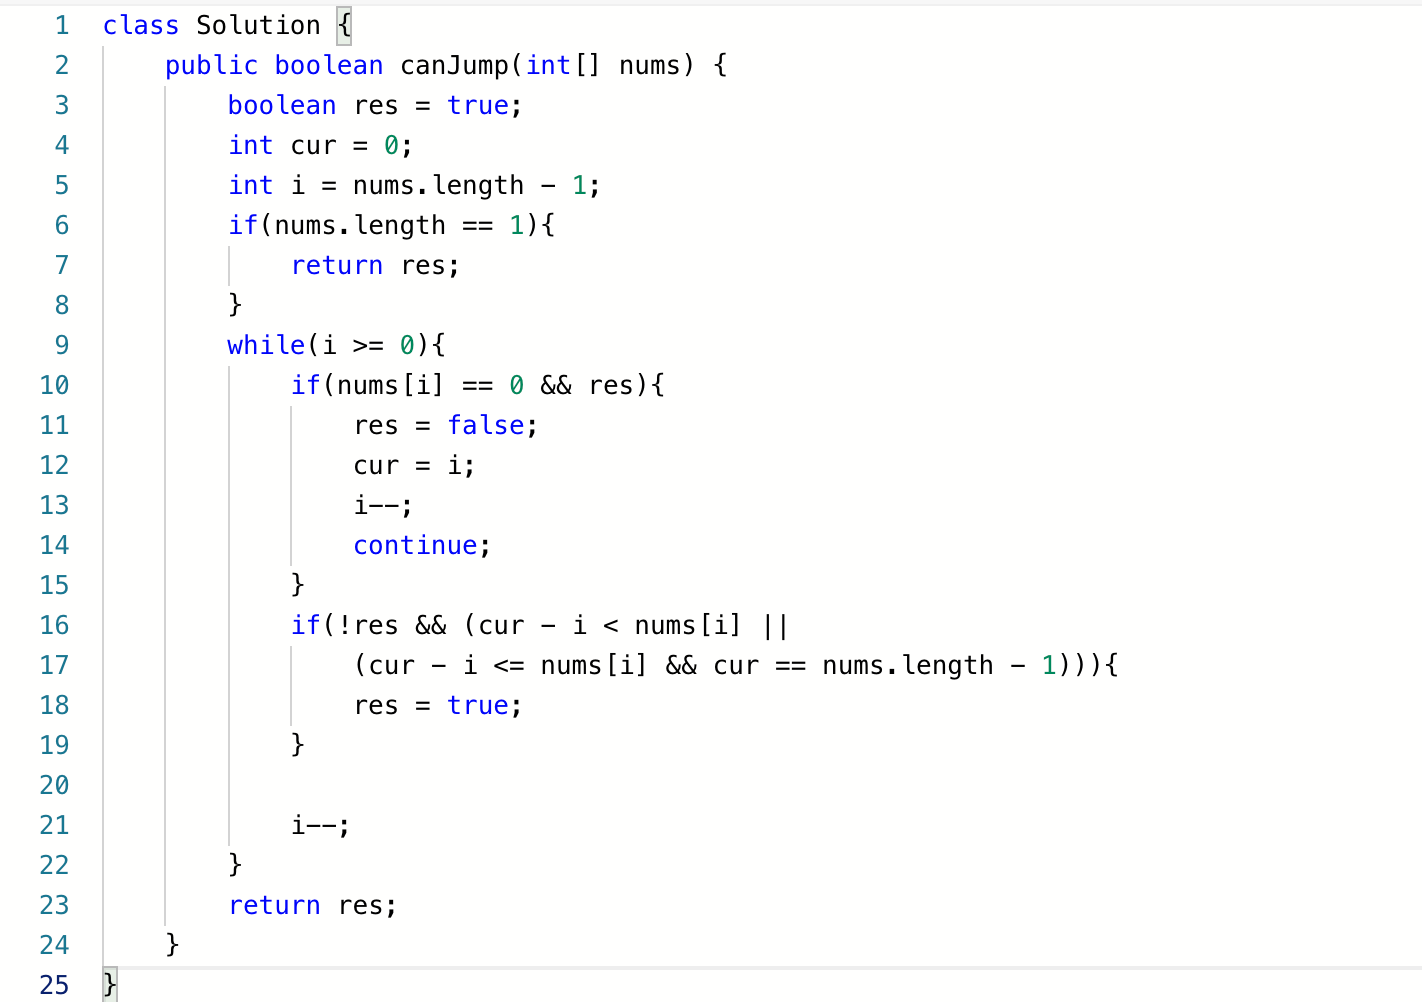 1 class Solution {
2     public boolean canJump(int[] nums) {
3         boolean res = true;
4         int cur = 0;
5         int i = nums.length - 1;
6         if(nums.length == 1){
7             return res;
8         }
9         while(i >= 0){
10             if(nums[i] == 0 && res){
11                 res = false;
12                 cur = i;
13                 i--;
14                 continue;
15             }
16             if(!res && (cur - i < nums[i] ||
17                 (cur - i <= nums[i] && cur == nums.length - 1))){
18                 res = true;
19             }
20
21             i--;
22         }
23         return res;
24     }
25 }